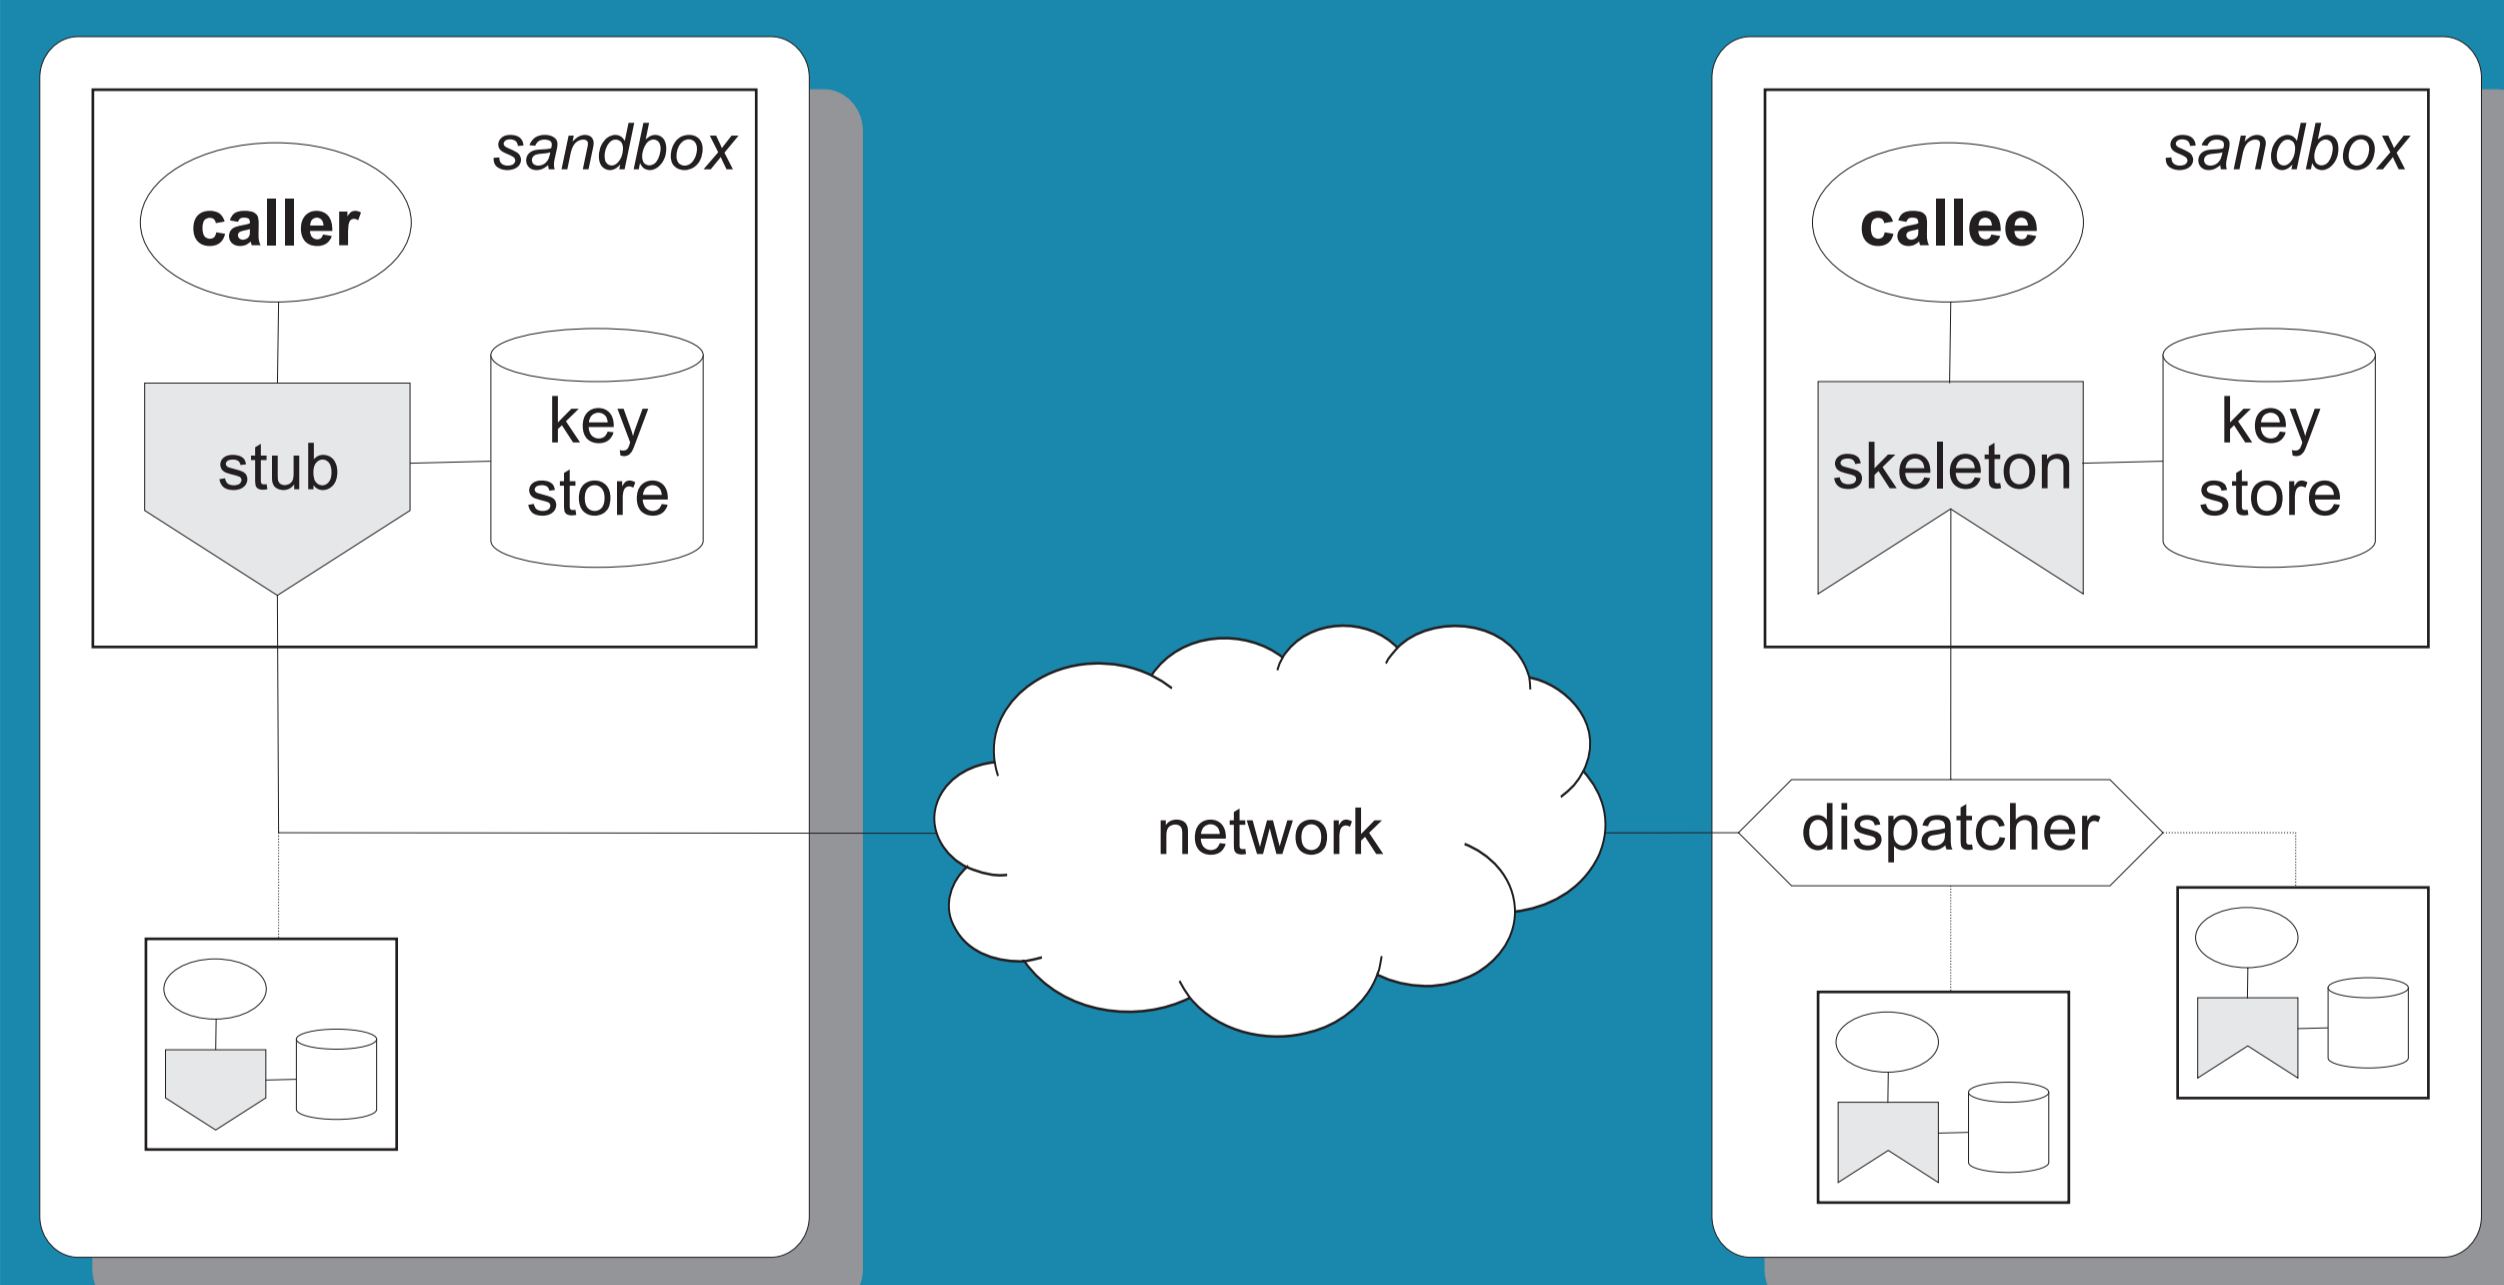 sandbox
caller
stub
key
store
network
sandbox
callee
skeleton
key
store
dispatcher